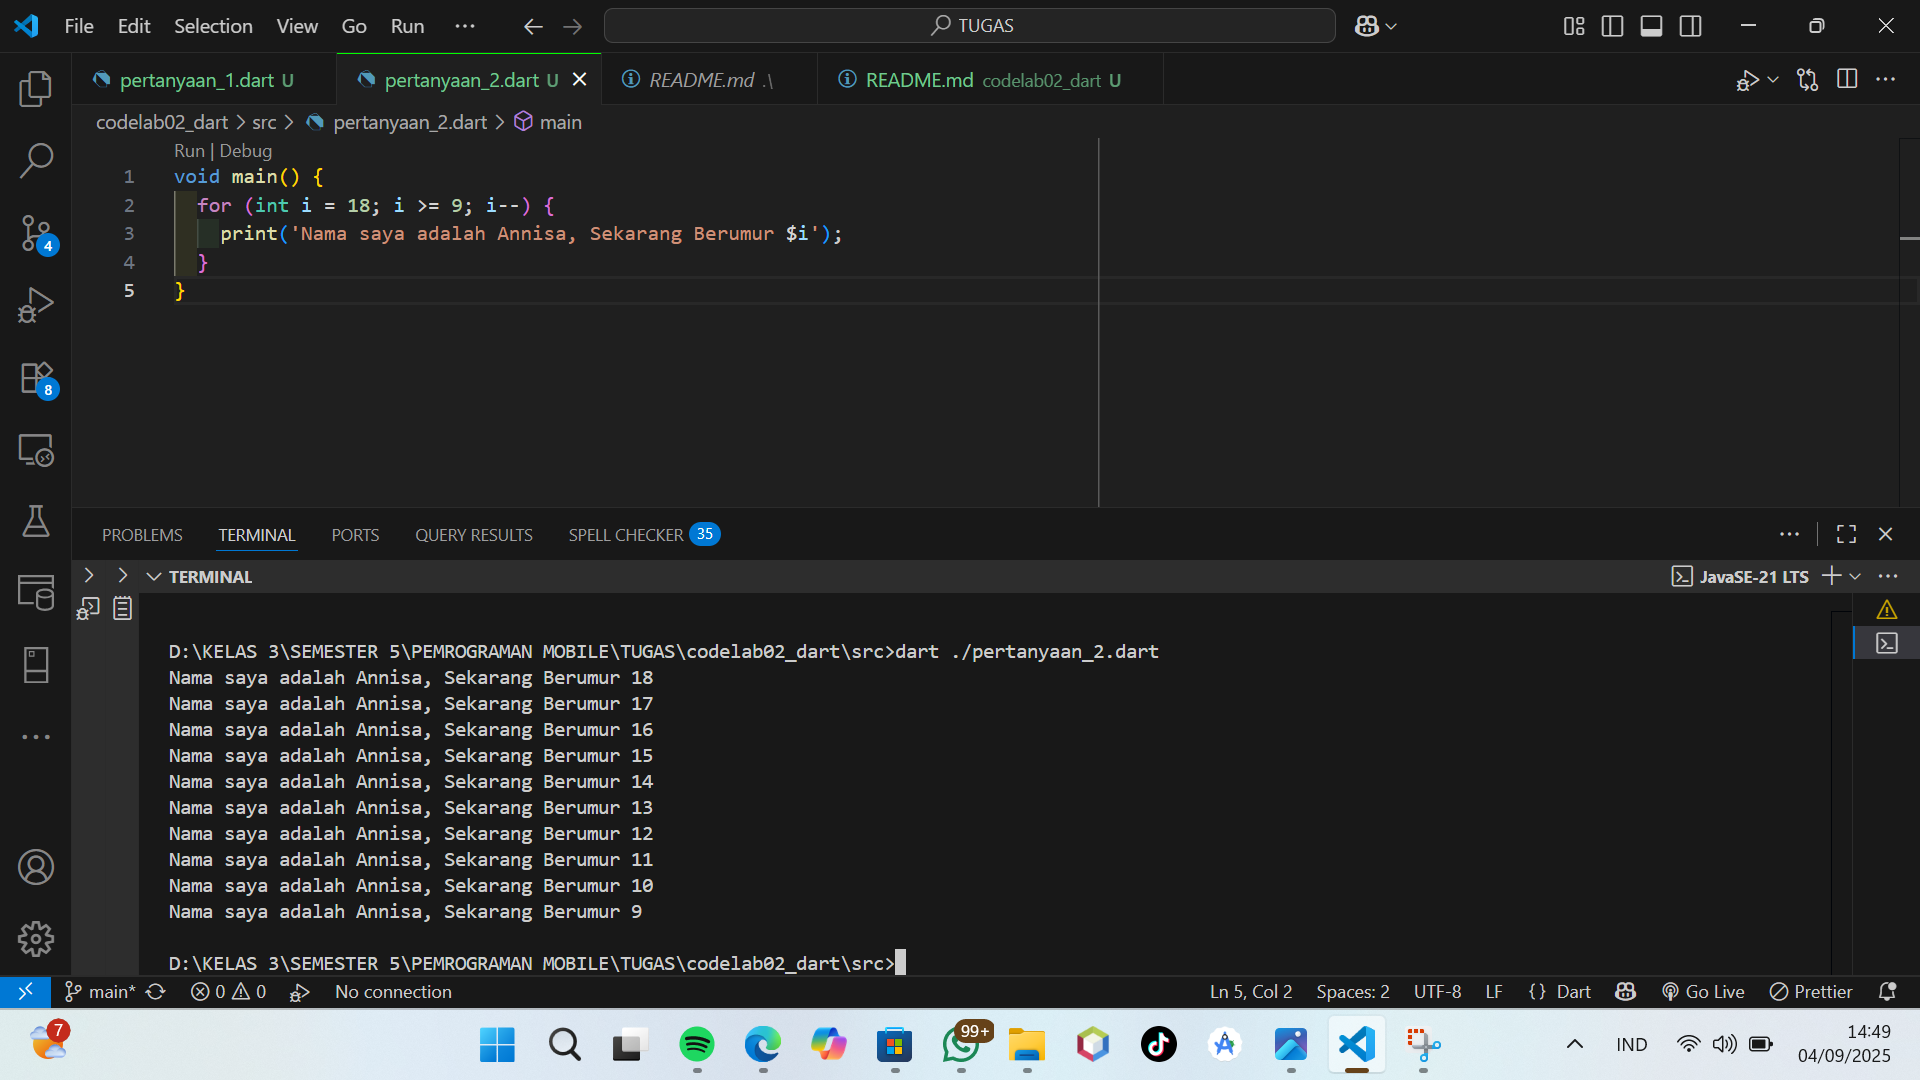 File Edit Selection View Go Run ... TUGAS
pertanyaan_1.dart U pertanyaan_2.dart U README.md .\ README.md codelab02_dart U
codelab02_dart > src > pertanyaan_2.dart > main
Run | Debug
1 void main() {
2 for (int i = 18; i >= 9; i--) {
3 print('Nama saya adalah Annisa, Sekarang Berumur $i');
4 }
5 }
4
8
PROBLEMS TERMINAL PORTS QUERY RESULTS SPELL CHECKER 35
TERMINAL JavaSE-21 LTS
D:\KELAS 3\SEMESTER 5\PEMROGRAMAN MOBILE\TUGAS\codelab02_dart\src>dart ./pertanyaan_2.dart
Nama saya adalah Annisa, Sekarang Berumur 18
Nama saya adalah Annisa, Sekarang Berumur 17
Nama saya adalah Annisa, Sekarang Berumur 16
Nama saya adalah Annisa, Sekarang Berumur 15
Nama saya adalah Annisa, Sekarang Berumur 14
Nama saya adalah Annisa, Sekarang Berumur 13
Nama saya adalah Annisa, Sekarang Berumur 12
Nama saya adalah Annisa, Sekarang Berumur 11
Nama saya adalah Annisa, Sekarang Berumur 10
Nama saya adalah Annisa, Sekarang Berumur 9
D:\KELAS 3\SEMESTER 5\PEMROGRAMAN MOBILE\TUGAS\codelab02_dart\src>
main* 0 0 No connection Ln 5, Col 2 Spaces: 2 UTF-8 LF {} Dart Go Live Prettier
7 99+ IND 14:49
04/09/2025